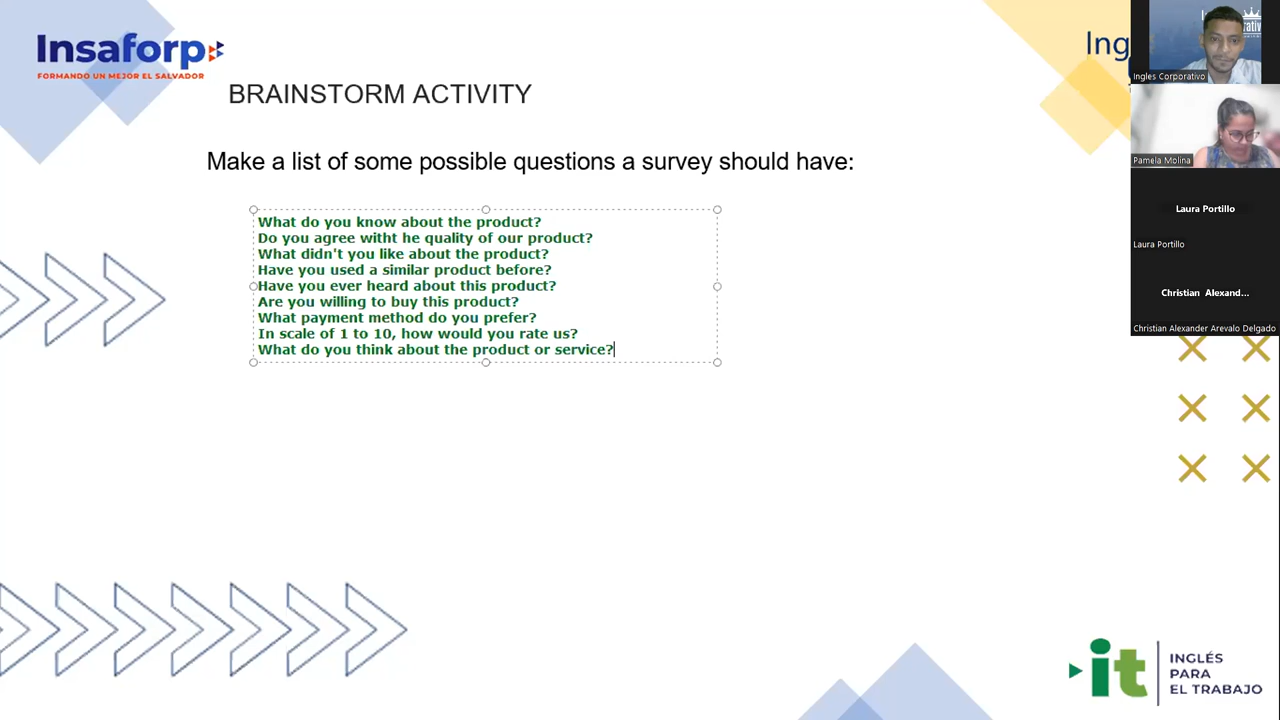 Insaforp
FORMANDO UN MEJOR EL SALVADOR
Ing
BRAINSTORM ACTIVITY
Make a list of some possible questions a survey should have:
What do you know about the product?
Do you agree witht he quality of our product?
What didn't you like about the product?
Have you used a similar product before?
Have you ever heard about this product?
Are you willing to buy this product?
What payment method do you prefer?
In scale of 1 to 10, how would you rate us?
What do you think about the product or service?
Ingles Corporativo
Pamela Molina
Laura Portillo
Laura Portillo
Christian Alexand...
Christian Alexander Arevalo Delgado
it
INGLÉS
PARA
EL TRABAJO